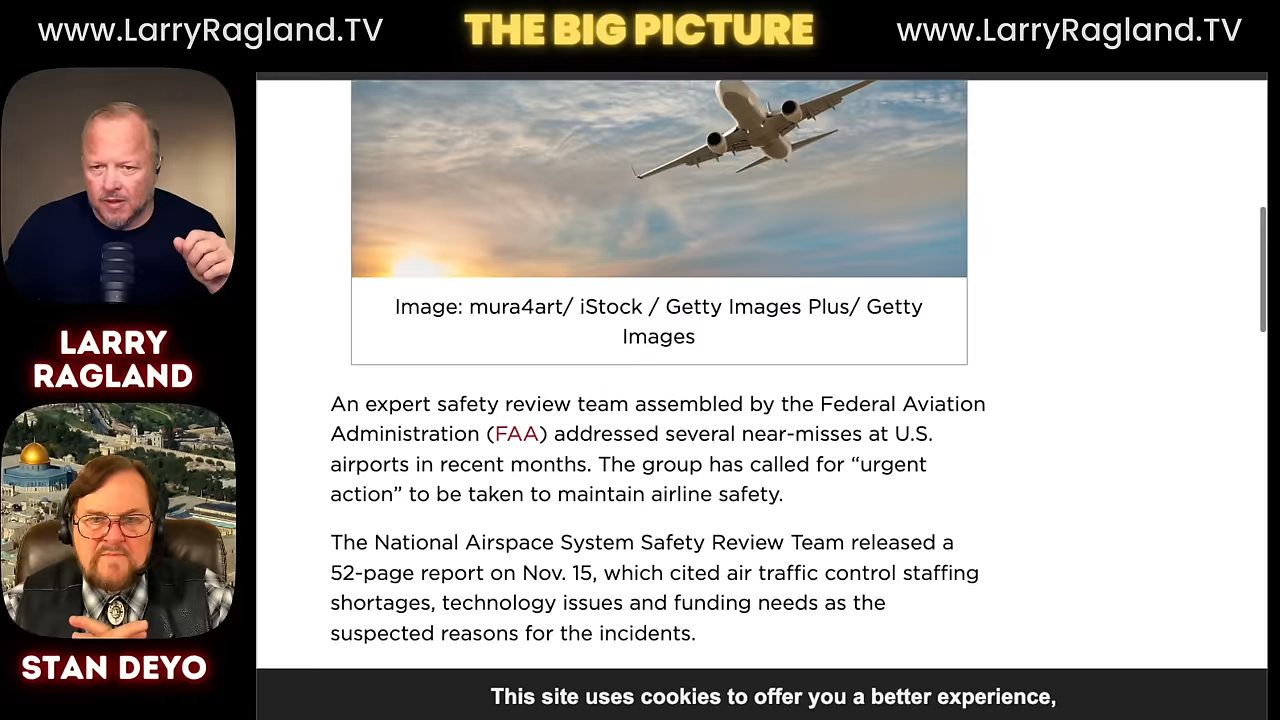 www.LarryRagland.TV
THE BIG PICTURE
www.LarryRagland.TV
LARRY
RAGLAND
STAN DEYO
Image: mura4art/ iStock / Getty Images Plus/ Getty
Images
An expert safety review team assembled by the Federal Aviation
Administration (FAA) addressed several near-misses at U.S.
airports in recent months. The group has called for “urgent
action” to be taken to maintain airline safety.
The National Airspace System Safety Review Team released a
52-page report on Nov. 15, which cited air traffic control staffing
shortages, technology issues and funding needs as the
suspected reasons for the incidents.
This site uses cookies to offer you a better experience,